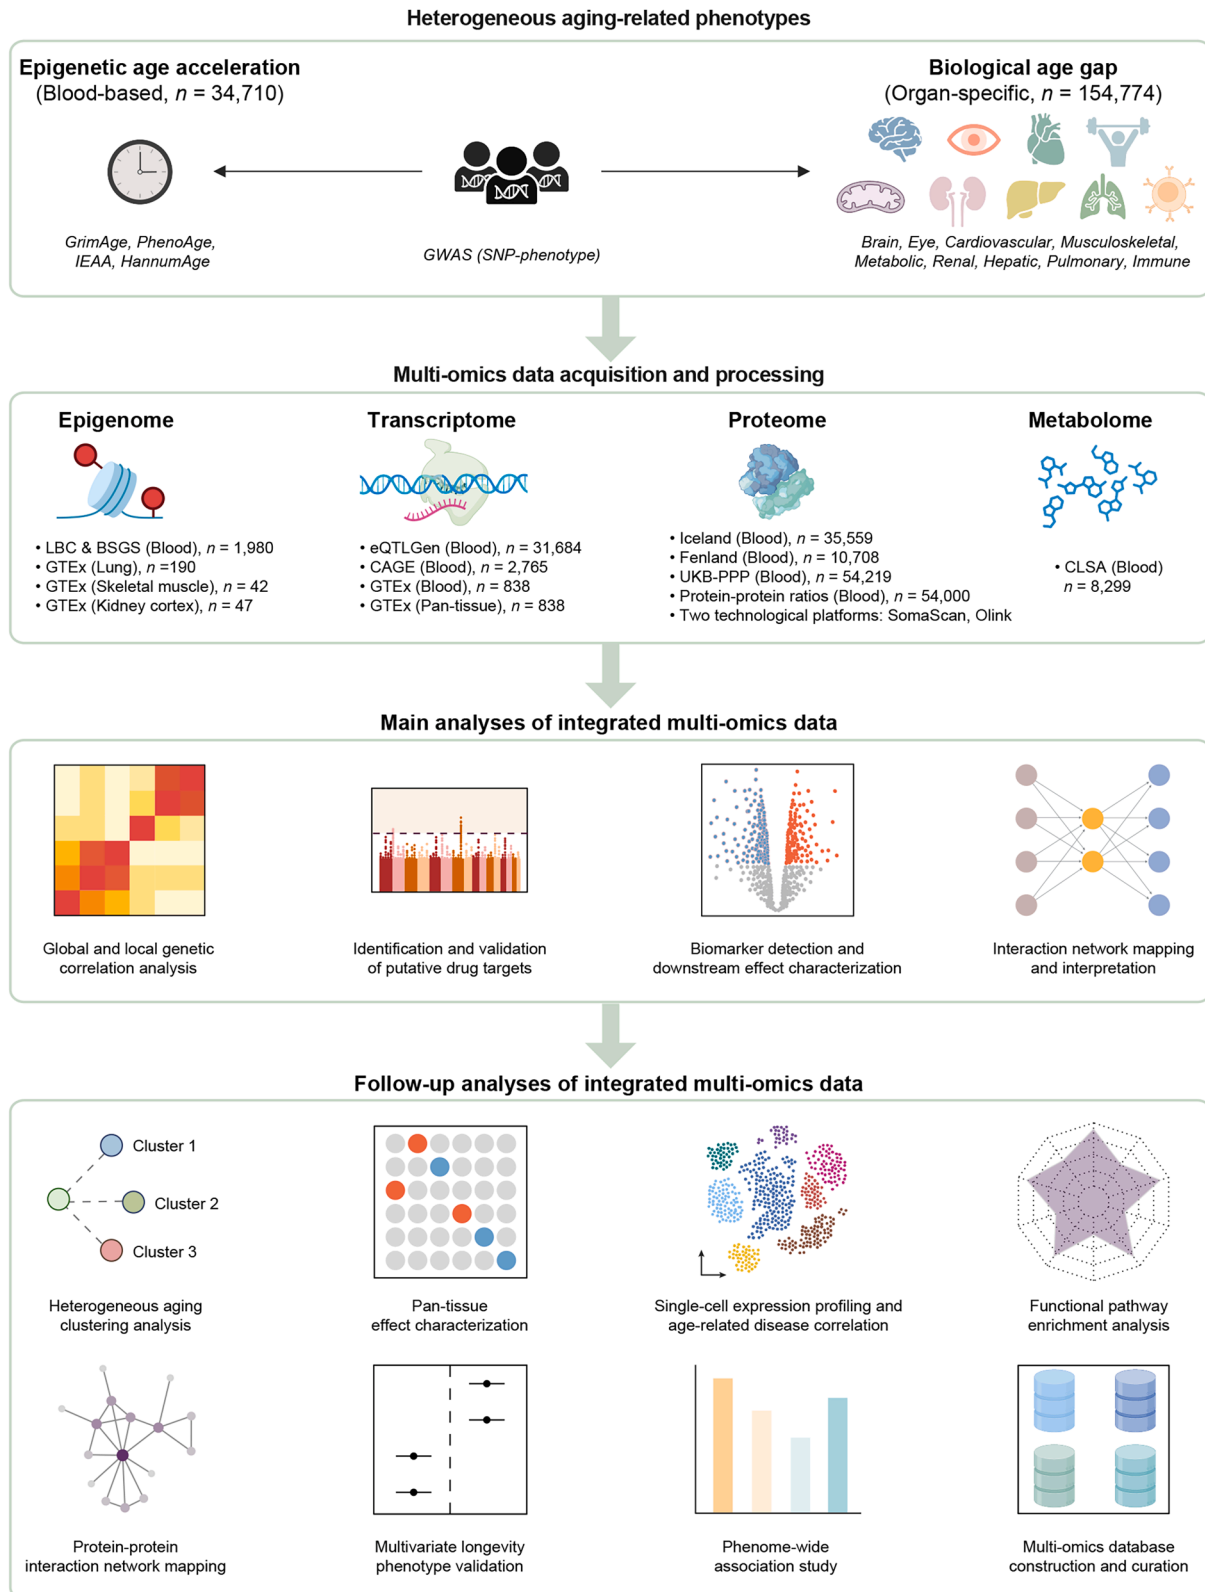 Heterogeneous aging-related phenotypes
Epigenetic age acceleration
(Blood-based, n = 34,710)
Biological age gap
(Organ-specific, n = 154,774)
GrimAge, PhenoAge,
IEAA, HannumAge
GWAS (SNP-phenotype)
Brain, Eye, Cardiovascular, Musculoskeletal,
Metabolic, Renal, Hepatic, Pulmonary, Immune
Multi-omics data acquisition and processing
Epigenome
• LBC & BSGS (Blood), n = 1,980
• GTEx (Lung), n =190
• GTEx (Skeletal muscle), n = 42
• GTEx (Kidney cortex), n = 47
Transcriptome
• eQTLGen (Blood), n = 31,684
• CAGE (Blood), n = 2,765
• GTEx (Blood), n = 838
• GTEx (Pan-tissue), n = 838
Proteome
• Iceland (Blood), n = 35,559
• Fenland (Blood), n = 10,708
• UKB-PPP (Blood), n = 54,219
• Protein-protein ratios (Blood), n = 54,000
• Two technological platforms: SomaScan, Olink
Metabolome
• CLSA (Blood)
n = 8,299
Main analyses of integrated multi-omics data
Global and local genetic
correlation analysis
Identification and validation
of putative drug targets
Biomarker detection and
downstream effect characterization
Interaction network mapping
and interpretation
Follow-up analyses of integrated multi-omics data
Cluster 1
Cluster 2
Cluster 3
Heterogeneous aging
clustering analysis
Pan-tissue
effect characterization
Single-cell expression profiling and
age-related disease correlation
Functional pathway
enrichment analysis
Protein-protein
interaction network mapping
Multivariate longevity
phenotype validation
Phenome-wide
association study
Multi-omics database
construction and curation